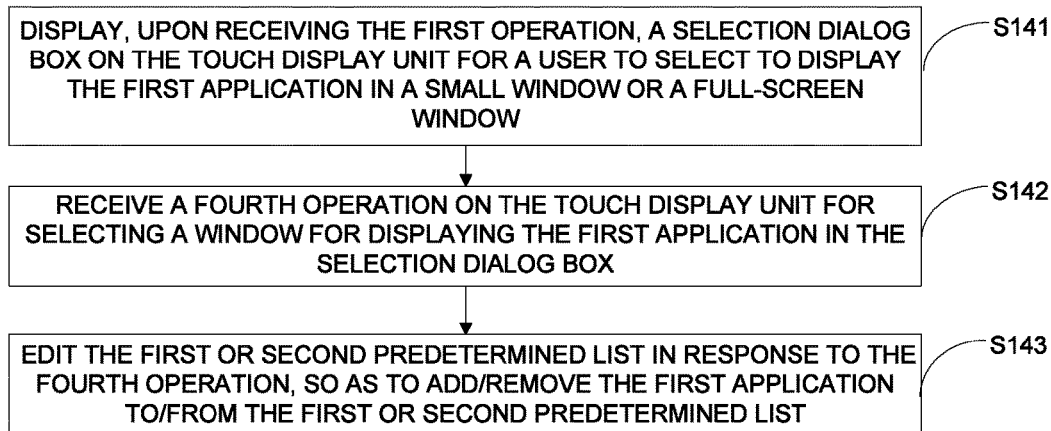 DISPLAY, UPON RECEIVING THE FIRST OPERATION, A SELECTION DIALOG
BOX ON THE TOUCH DISPLAY UNIT FOR A USER TO SELECT TO DISPLAY
THE FIRST APPLICATION IN A SMALL WINDOW OR A FULL-SCREEN
WINDOW
S141
RECEIVE A FOURTH OPERATION ON THE TOUCH DISPLAY UNIT FOR
SELECTING A WINDOW FOR DISPLAYING THE FIRST APPLICATION IN THE
SELECTION DIALOG BOX
S142
EDIT THE FIRST OR SECOND PREDETERMINED LIST IN RESPONSE TO THE
FOURTH OPERATION, SO AS TO ADD/REMOVE THE FIRST APPLICATION
TO/FROM THE FIRST OR SECOND PREDETERMINED LIST
S143